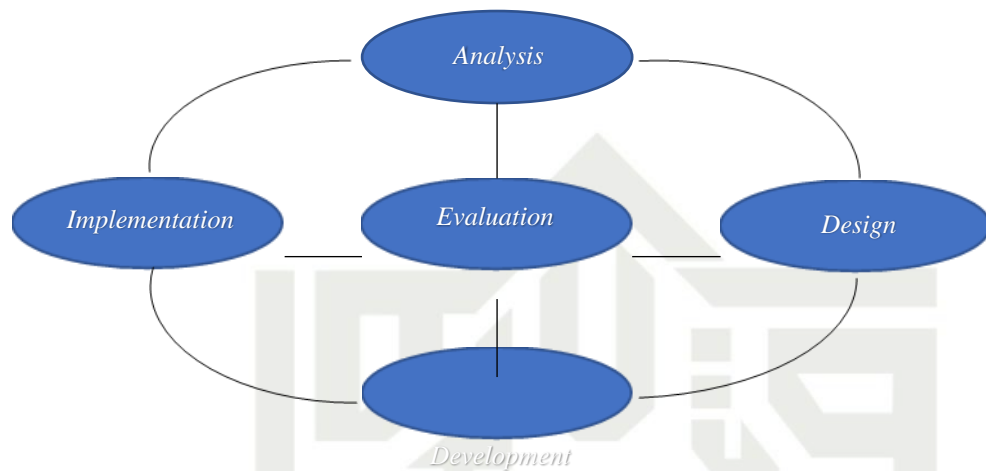 Analysis
Implementation
Evaluation
Design
Development